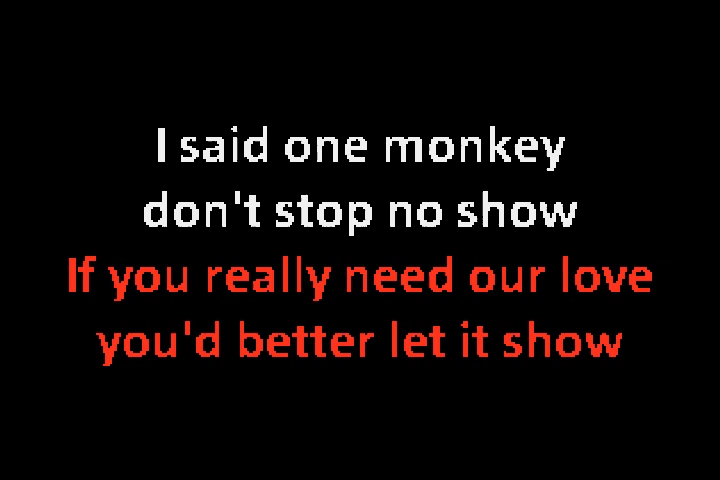 I said one monkey
don't stop no show
If you really need our love
you'd better let it show